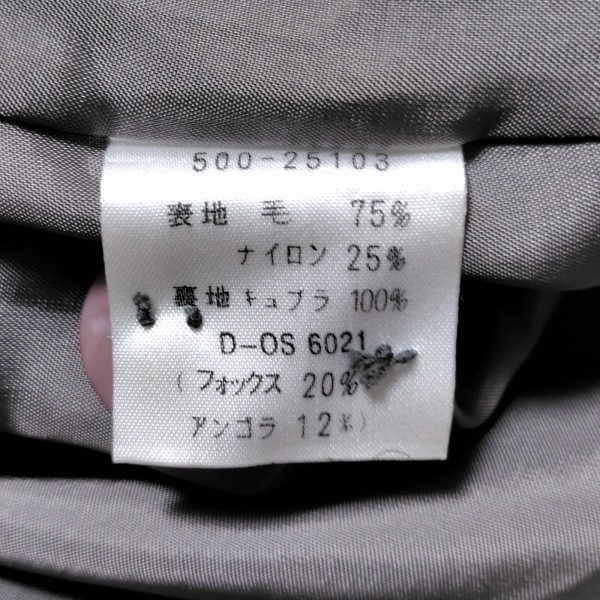 500-25103
表地 毛 75%
ナイロン 25%
裏地 キュプラ 100%
D-OS 6021
(フォックス 20%
アンゴラ 12%)